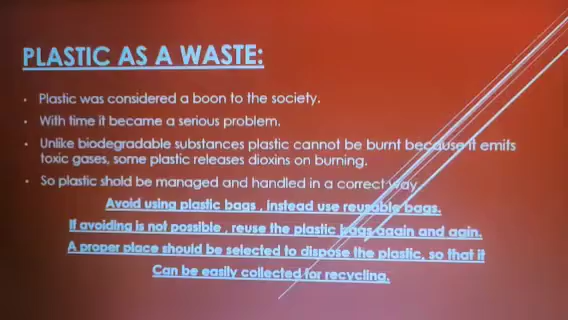 PLASTIC AS A WASTE:
• Plastic was considered a boon to the society.
• With time it became a serious problem.
• Unlike biodegradable substances plastic cannot be burnt because it emits
toxic gases, some plastic releases dioxins on burning.
• So plastic shold be managed and handled in a correct way.
Avoid using plastic bags , instead use reusable bags.
If avoiding is not possible , reuse the plastic bags again and agin.
A proper place should be selected to dispose the plastic, so that it
Can be easily collected for recycling.